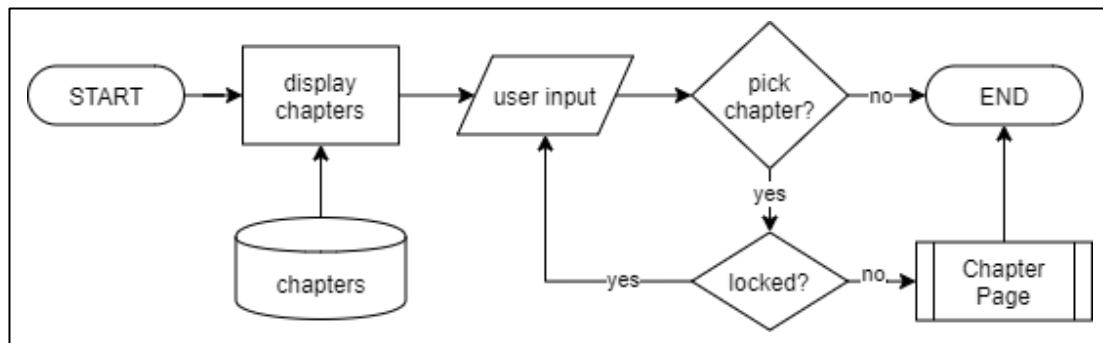 START
display
chapters
user input
pick
chapter?
no
END
yes
chapters
yes
locked?
no
Chapter
Page